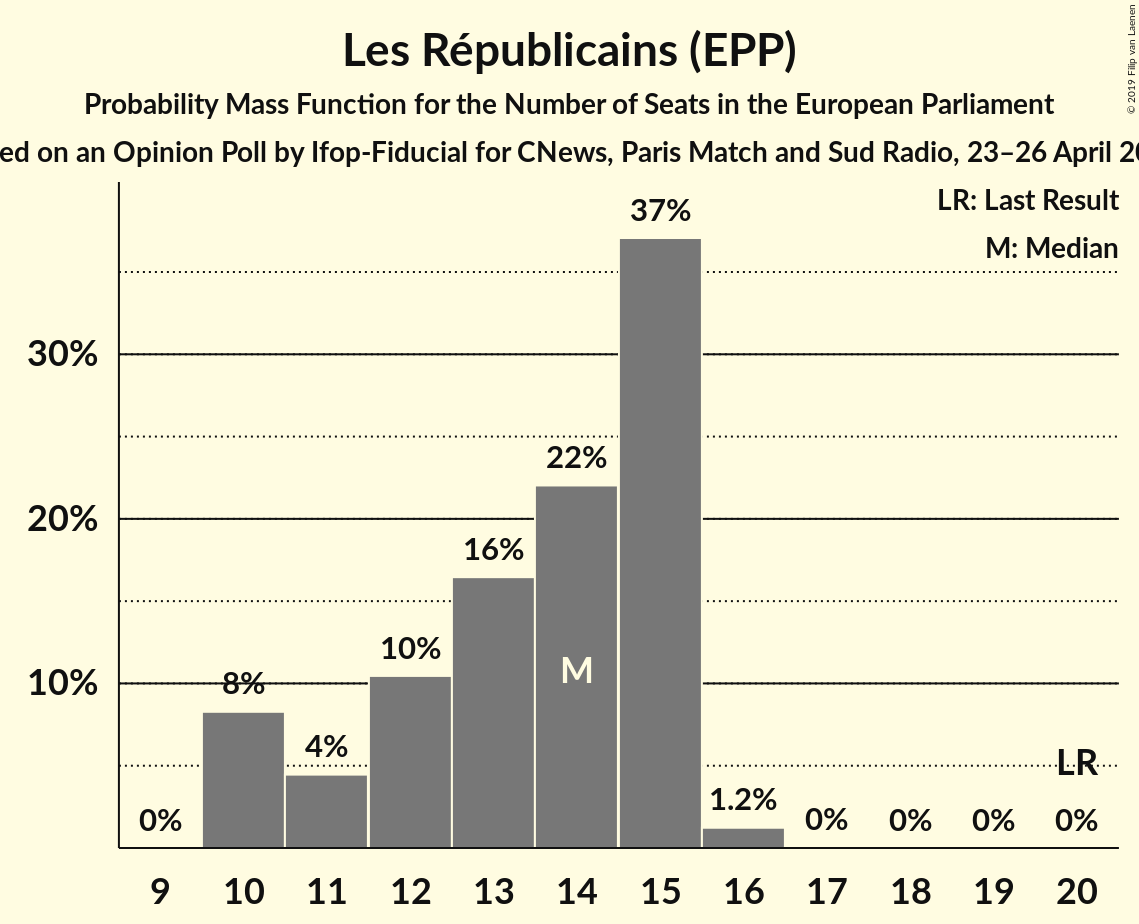 Les Républicains (EPP)
Probability Mass Function for the Number of Seats in the European Parliament
ed on an Opinion Poll by Ifop-Fiducial for CNews, Paris Match and Sud Radio, 23–26 April 20
© 2019 Filip van Laenen
LR: Last Result
M: Median
37%
30%
22%
20%
16%
10%
M
10%
8%
4%
LR
0%
1.2%
0%
0%
0%
0%
9 10 11 12 13 14 15 16 17 18 19 20